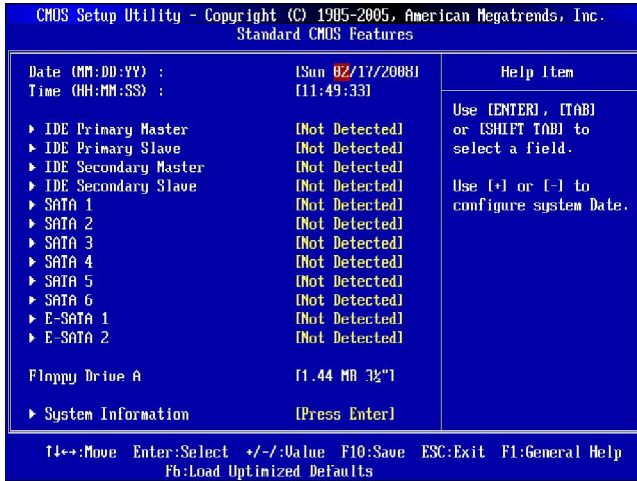 CMOS Setup Utility - Copyright (C) 1985-2005, American Megatrends, Inc.
Standard CMOS Features
Date (MM:DD:YY) : [Sun 02/17/2008]
Time (HH:MM:SS) : [11:49:33]
▶ IDE Primary Master [Not Detected]
▶ IDE Primary Slave [Not Detected]
▶ IDE Secondary Master [Not Detected]
▶ IDE Secondary Slave [Not Detected]
▶ SATA 1 [Not Detected]
▶ SATA 2 [Not Detected]
▶ SATA 3 [Not Detected]
▶ SATA 4 [Not Detected]
▶ SATA 5 [Not Detected]
▶ SATA 6 [Not Detected]
▶ E-SATA 1 [Not Detected]
▶ E-SATA 2 [Not Detected]
Floppy Drive A [1.44 MB 3½"]
▶ System Information [Press Enter]
Help Item
Use [ENTER], [TAB]
or [SHIFT TAB] to
select a field.
Use [+] or [-] to
configure system Date.
↑↓←→:Move Enter:Select +/-/:Value F10:Save ESC:Exit F1:General Help
F6:Load Optimized Defaults